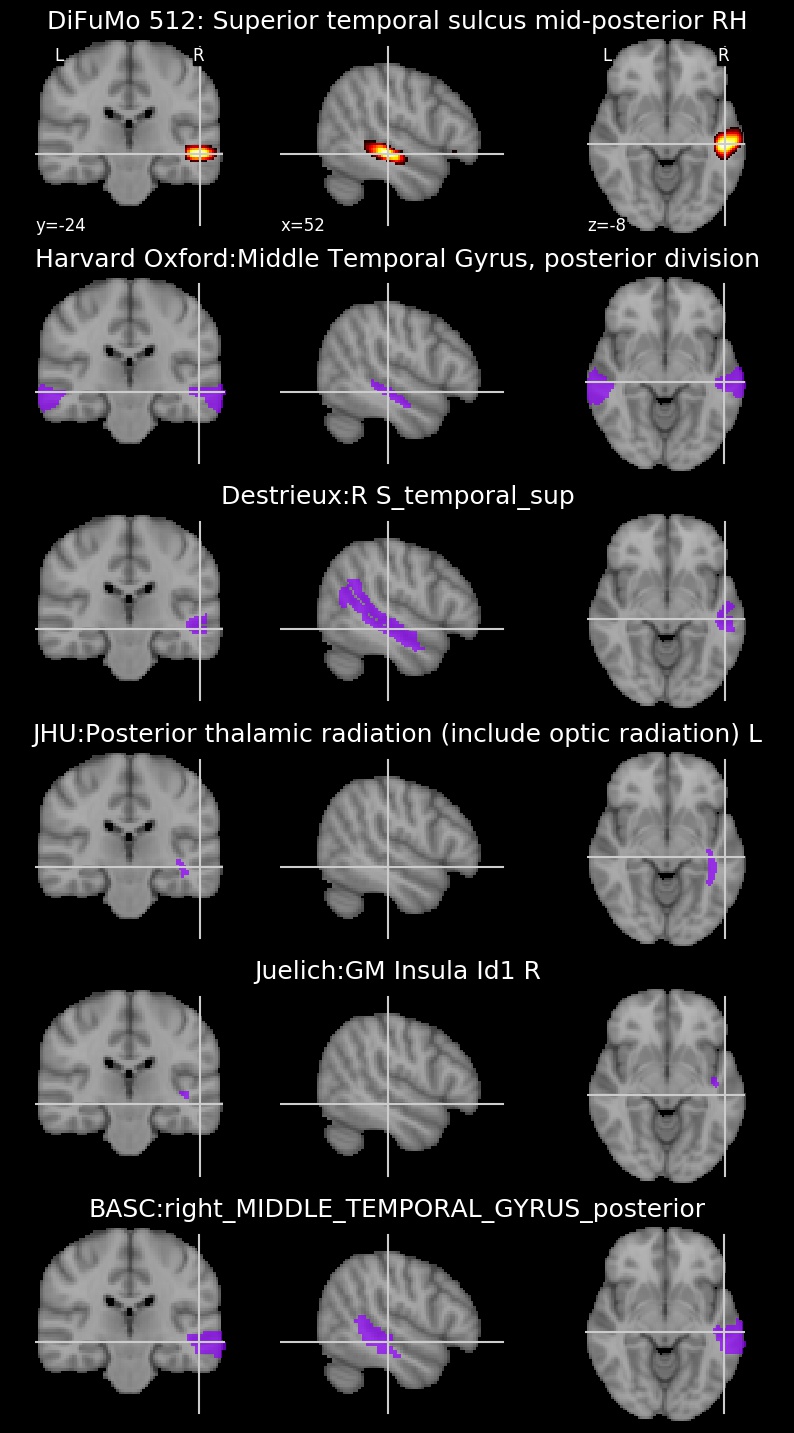 DiFuMo 512: Superior temporal sulcus mid-posterior RH
L R L R
y=-24 x=52 z=-8
Harvard Oxford:Middle Temporal Gyrus, posterior division
Destrieux:R S_temporal_sup
JHU:Posterior thalamic radiation (include optic radiation) L
Juelich:GM Insula Id1 R
BASC:right_MIDDLE_TEMPORAL_GYRUS_posterior